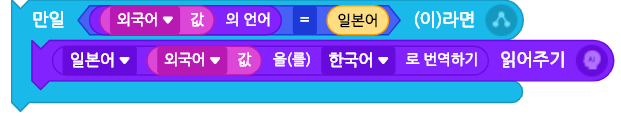 만일 외국어 값 의 언어 = 일본어 (이)라면
일본어 외국어 값 을(를) 한국어 로 번역하기 읽어주기